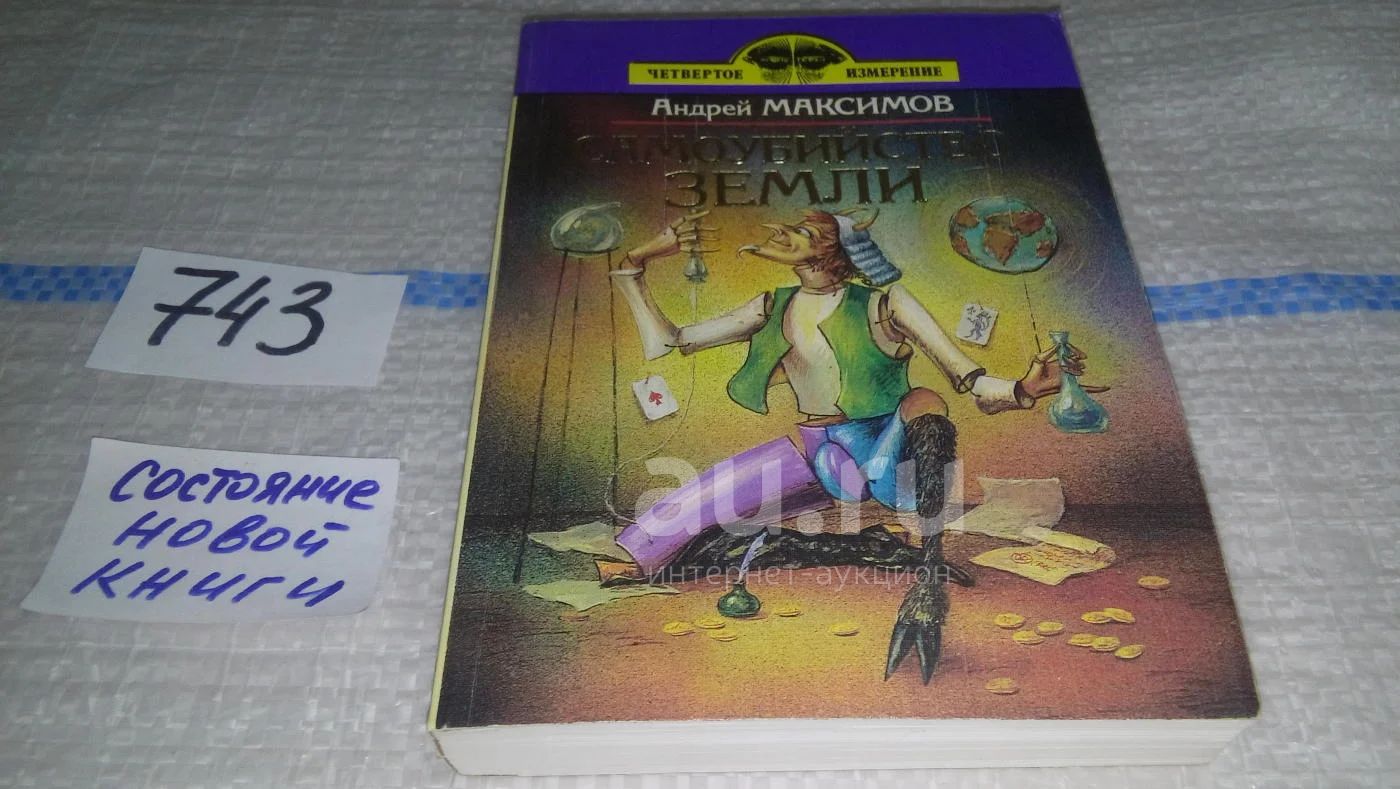 ЧЕТВЕРТОЕ ИЗМЕРЕНИЕ
Андрей МАКСИМОВ
САМОУБИЙСТВО
ЗЕМЛИ
743
СОСТОЯНИЕ
НОВОЙ
КНИГИ
au.ru
интернет-аукцион